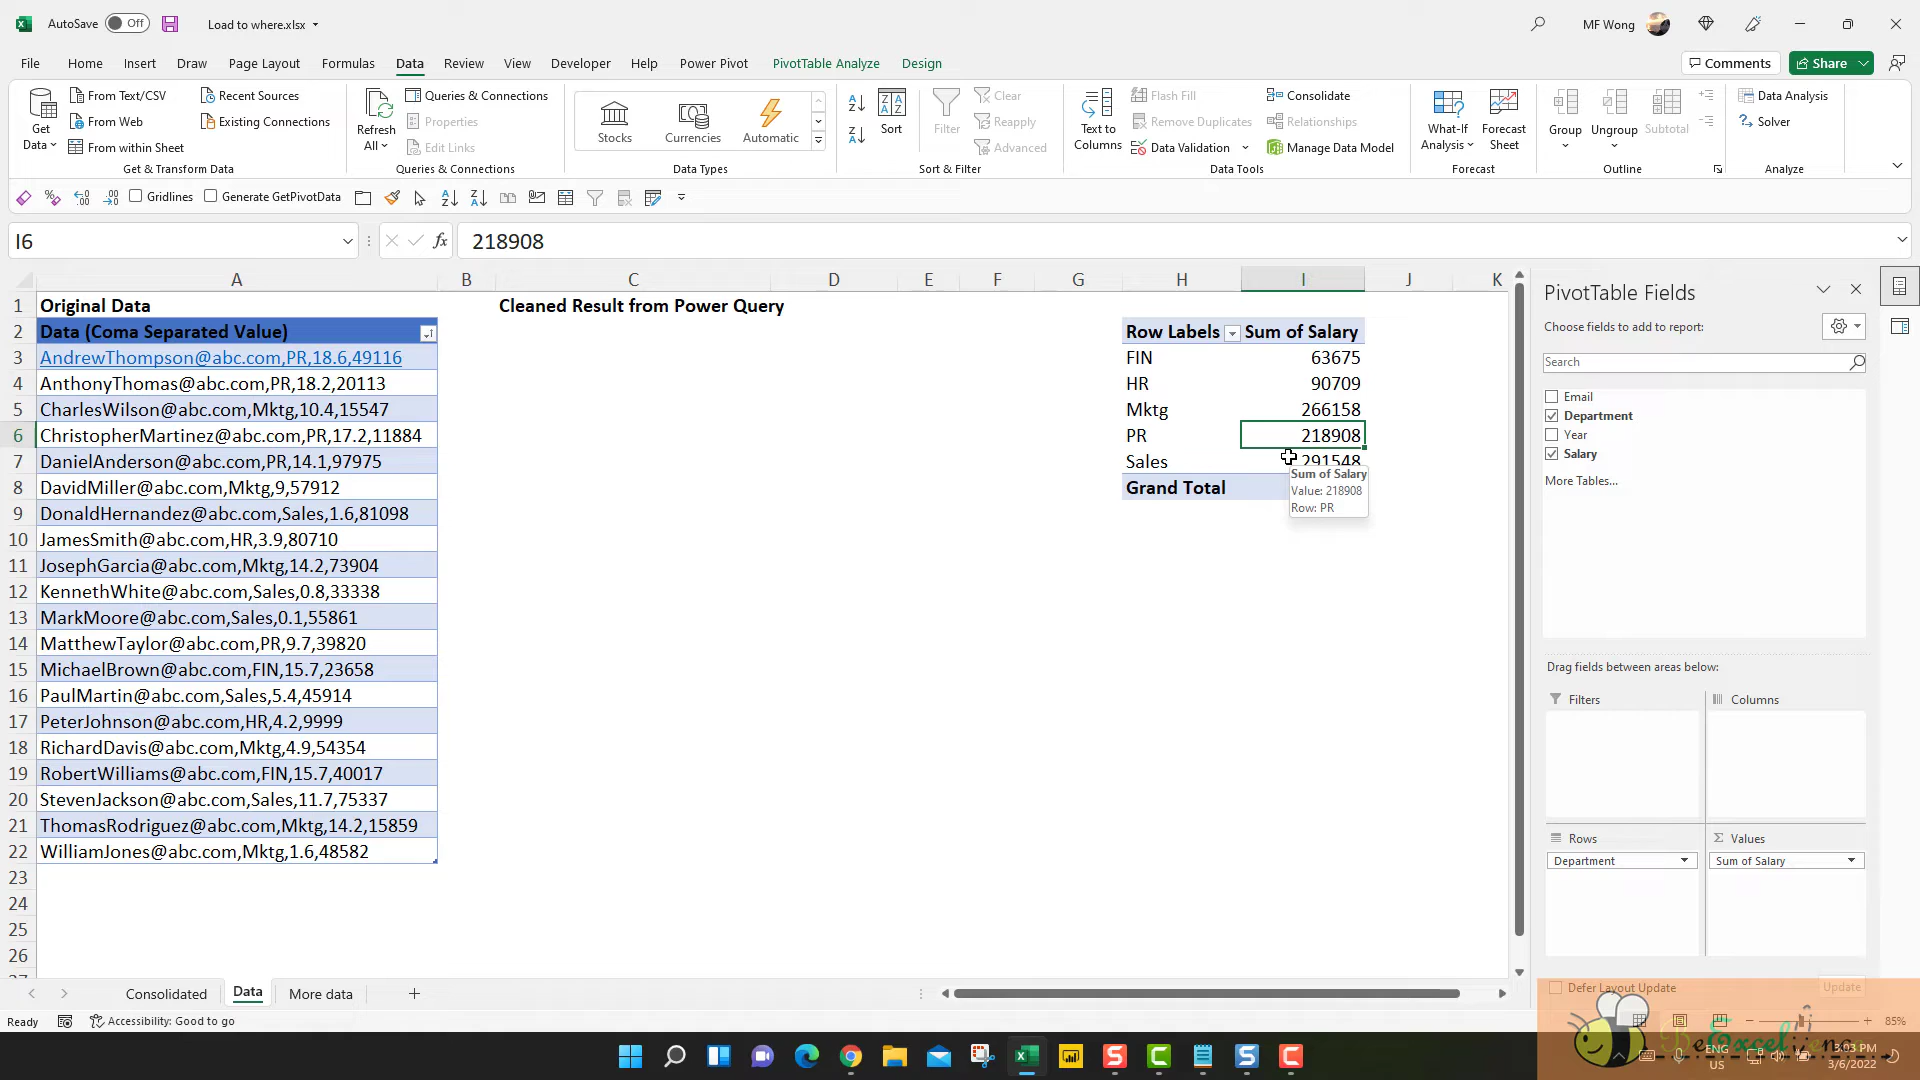 AutoSave Off Load to where.xlsx MF Wong
File Home Insert Draw Page Layout Formulas Data Review View Developer Help Power Pivot PivotTable Analyze Design Comments Share
Get Data
From Text/CSV
From Web
From within Sheet
Recent Sources
Existing Connections
Get & Transform Data
Refresh All
Queries & Connections
Properties
Edit Links
Queries & Connections
Stocks Currencies Automatic
Data Types
Sort Filter
Clear
Reapply
Advanced
Sort & Filter
Text to Columns
Flash Fill
Remove Duplicates
Data Validation
Consolidate
Relationships
Manage Data Model
Data Tools
What-If Analysis
Forecast Sheet
Forecast
Group Ungroup Subtotal
Outline
Data Analysis
Solver
Analyze
Gridlines Generate GetPivotData
I6 fx 218908
A B C D E F G H I J K
1 Original Data Cleaned Result from Power Query
2 Data (Coma Separated Value) Row Labels Sum of Salary
3 AndrewThompson@abc.com,PR,18.6,49116 FIN 63675
4 AnthonyThomas@abc.com,PR,18.2,20113 HR 90709
5 CharlesWilson@abc.com,Mktg,10.4,15547 Mktg 266158
6 ChristopherMartinez@abc.com,PR,17.2,11884 PR 218908
7 DanielAnderson@abc.com,PR,14.1,97975 Sales 291548
8 DavidMiller@abc.com,Mktg,9,57912 Grand Total
Sum of Salary
Value: 218908
Row: PR
9 DonaldHernandez@abc.com,Sales,1.6,81098
10 JamesSmith@abc.com,HR,3.9,80710
11 JosephGarcia@abc.com,Mktg,14.2,73904
12 KennethWhite@abc.com,Sales,0.8,33338
13 MarkMoore@abc.com,Sales,0.1,55861
14 MatthewTaylor@abc.com,PR,9.7,39820
15 MichaelBrown@abc.com,FIN,15.7,23658
16 PaulMartin@abc.com,Sales,5.4,45914
17 PeterJohnson@abc.com,HR,4.2,9999
18 RichardDavis@abc.com,Mktg,4.9,54354
19 RobertWilliams@abc.com,FIN,15.7,40017
20 StevenJackson@abc.com,Sales,11.7,75337
21 ThomasRodriguez@abc.com,Mktg,14.2,15859
22 WilliamJones@abc.com,Mktg,1.6,48582
23
24
25
26
PivotTable Fields
Choose fields to add to report:
Search
Email
Department
Year
Salary
More Tables...
Drag fields between areas below:
Filters Columns
Rows Values
Department Sum of Salary
Defer Layout Update Update
Consolidated Data More data
Ready Accessibility: Good to go 85%
ENG
US
3:03 PM
3/6/2022